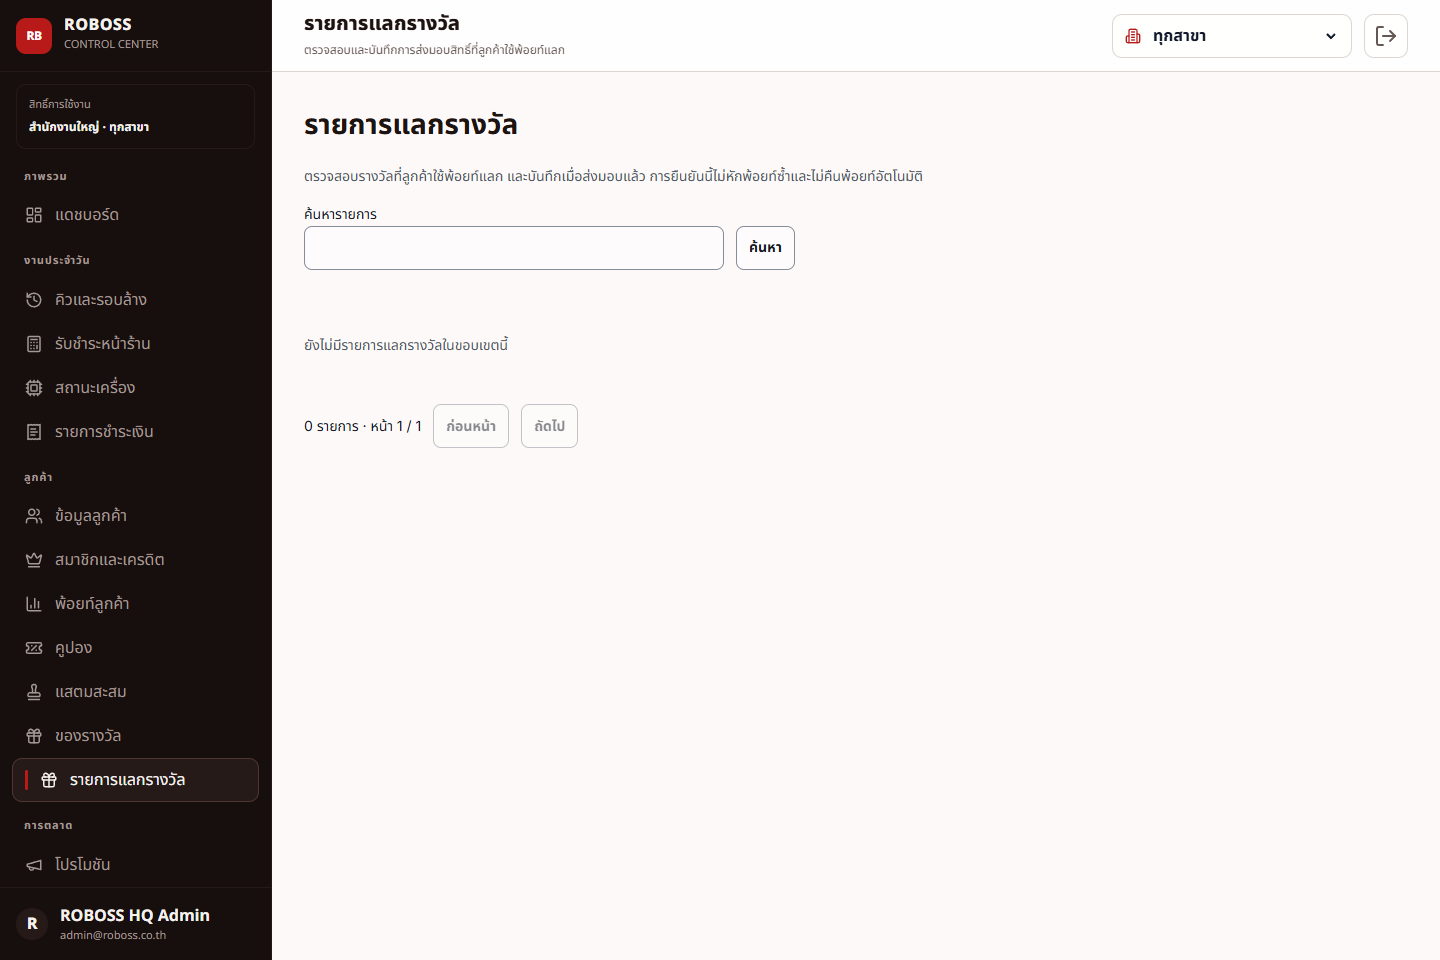 RB
ROBOSS
CONTROL CENTER
สิทธิ์การใช้งาน
สำนักงานใหญ่ · ทุกสาขา
ภาพรวม
แดชบอร์ด
งานประจำวัน
คิวและรอบล้าง
รับชำระหน้าร้าน
สถานะเครื่อง
รายการชำระเงิน
ลูกค้า
ข้อมูลลูกค้า
สมาชิกและเครดิต
พ้อยท์ลูกค้า
คูปอง
แสตมสะสม
ของรางวัล
รายการแลกรางวัล
การตลาด
โปรโมชัน
R
ROBOSS HQ Admin
admin@roboss.co.th
รายการแลกรางวัล
ตรวจสอบและบันทึกการส่งมอบสิทธิ์ที่ลูกค้าใช้พ้อยท์แลก
ทุกสาขา
รายการแลกรางวัล
ตรวจสอบรางวัลที่ลูกค้าใช้พ้อยท์แลก และบันทึกเมื่อส่งมอบแล้ว การยืนยันนี้ไม่หักพ้อยท์ซ้ำและไม่คืนพ้อยท์อัตโนมัติ
ค้นหารายการ
ค้นหา
ยังไม่มีรายการแลกรางวัลในขอบเขตนี้
0 รายการ · หน้า 1 / 1
ก่อนหน้า
ถัดไป